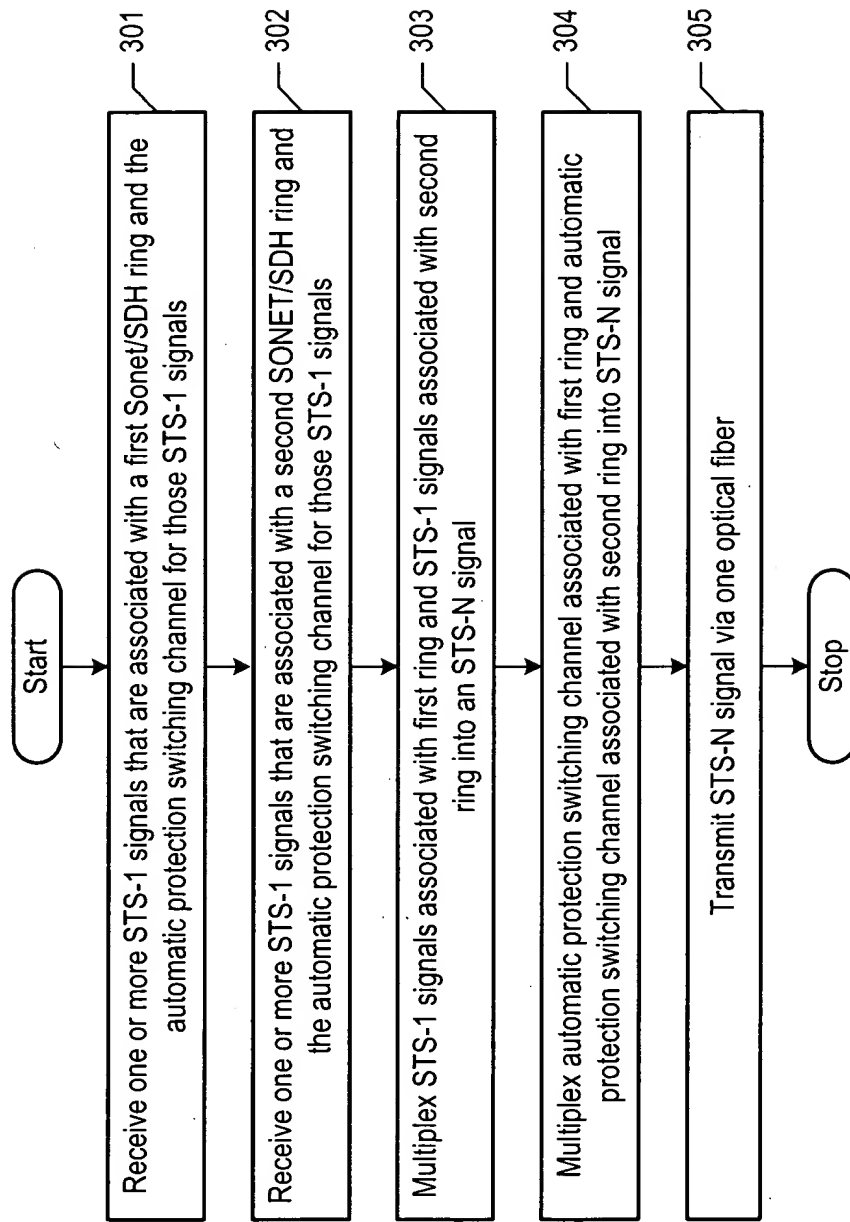 Start
Receive one or more STS-1 signals that are associated with a first Sonet/SDH ring and the
automatic protection switching channel for those STS-1 signals
301
Receive one or more STS-1 signals that are associated with a second SONET/SDH ring and
the automatic protection switching channel for those STS-1 signals
302
Multiplex STS-1 signals associated with first ring and STS-1 signals associated with second
ring into an STS-N signal
303
Multiplex automatic protection switching channel associated with first ring and automatic
protection switching channel associated with second ring into STS-N signal
304
Transmit STS-N signal via one optical fiber
305
Stop